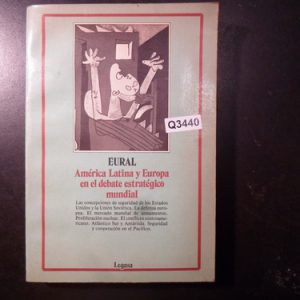 Q3440
EURAL
América Latina y Europa
en el debate estratégico
mundial
Las concepciones de seguridad de los Estados
Unidos y la Unión Soviética. La defensa euro-
pea. El mercado mundial de armamentos.
Proliferación nuclear. El conflicto centroame-
ricano. Atlántico Sur y Antártida. Seguridad
y cooperación en el Pacífico.
Legasa